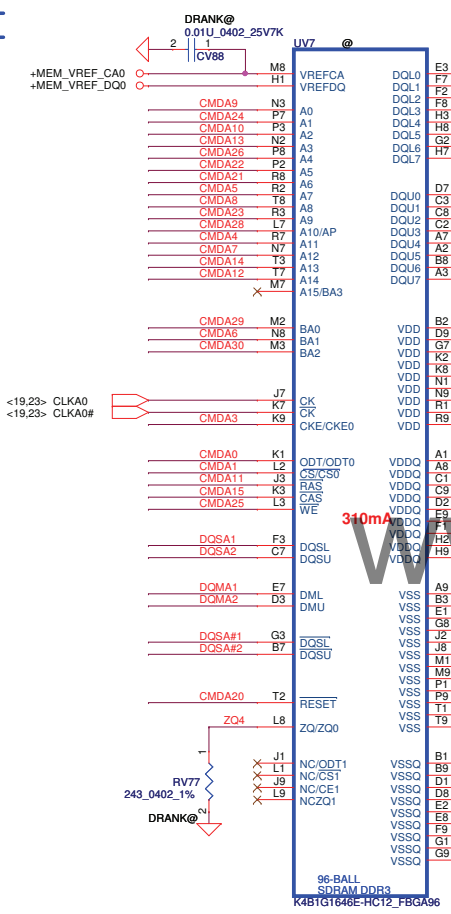 DRANK@
0.01U_0402_25V7K
2 1
CV88
UV7 @
+MEM_VREF_CA0 M8 VREFCA
+MEM_VREF_DQ0 H1 VREFDQ
CMDA9 N3 A0
CMDA24 P7 A1
CMDA10 P3 A2
CMDA13 N2 A3
CMDA26 P8 A4
CMDA22 P2 A5
CMDA21 R8 A6
CMDA5 R2 A7
CMDA8 T8 A8
CMDA23 R3 A9
CMDA28 L7 A10/AP
CMDA4 R7 A11
CMDA7 N7 A12
CMDA14 T3 A13
CMDA12 T7 A14
M7 A15/BA3
CMDA29 M2 BA0
CMDA6 N8 BA1
CMDA30 M3 BA2
<19,23> CLKA0 J7 CK
<19,23> CLKA0# K7 CK
CMDA3 K9 CKE/CKE0
CMDA0 K1 ODT/ODT0
CMDA1 L2 CS/CS0
CMDA11 J3 RAS
CMDA15 K3 CAS
CMDA25 L3 WE
310mA
DQSA1 F3 DQSL
DQSA2 C7 DQSU
DQMA1 E7 DML
DQMA2 D3 DMU
DQSA#1 G3 DQSL
DQSA#2 B7 DQSU
CMDA20 T2 RESET
ZQ4 L8 ZQ/ZQ0
J1 NC/ODT1
L1 NC/CS1
J9 NC/CE1
L9 NCZQ1
1
RV77
243_0402_1%
2
DRANK@
DQL0 E3
DQL1 F7
DQL2 F2
DQL3 F8
DQL4 H3
DQL5 H8
DQL6 G2
DQL7 H7
DQU0 D7
DQU1 C3
DQU2 C8
DQU3 C2
DQU4 A7
DQU5 A2
DQU6 B8
DQU7 A3
VDD B2
VDD D9
VDD G7
VDD K2
VDD K8
VDD N1
VDD N9
VDD R1
VDD R9
VDDQ A1
VDDQ A8
VDDQ C1
VDDQ C9
VDDQ D2
VDDQ E9
VDDQ F1
VDDQ H2
VDDQ H9
W
VSS A9
VSS B3
VSS E1
VSS G8
VSS J2
VSS J8
VSS M1
VSS M9
VSS P1
VSS P9
VSS T1
VSS T9
VSSQ B1
VSSQ B9
VSSQ D1
VSSQ D8
VSSQ E2
VSSQ E8
VSSQ F9
VSSQ G1
VSSQ G9
96-BALL
SDRAM DDR3
K4B1G1646E-HC12_FBGA96